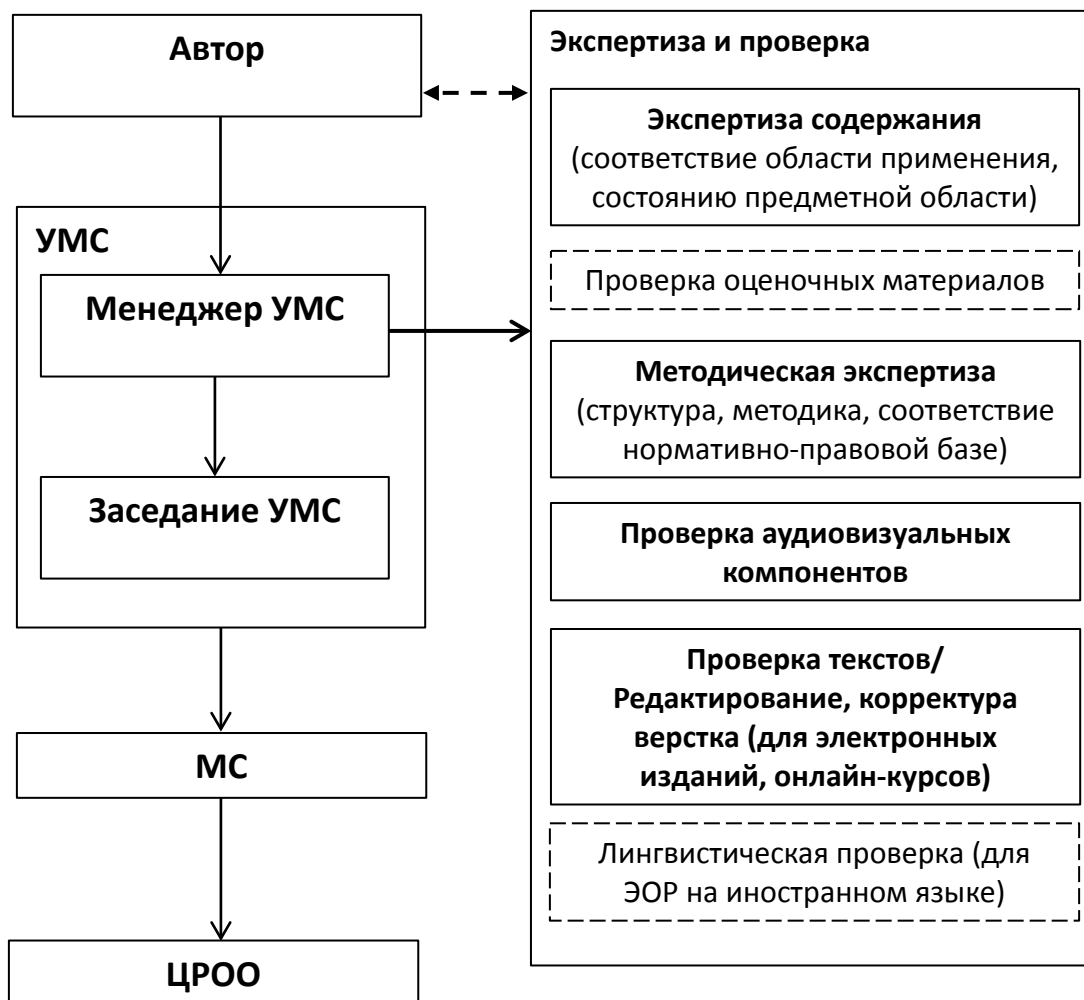 Автор
УМС
Менеджер УМС
Заседание УМС
МС
ЦРОО
Экспертиза и проверка
Экспертиза содержания
(соответствие области применения,
состоянию предметной области)
Проверка оценочных материалов
Методическая экспертиза
(структура, методика, соответствие
нормативно-правовой базе)
Проверка аудиовизуальных
компонентов
Проверка текстов/
Редактирование, корректура
верстка (для электронных
изданий, онлайн-курсов)
Лингвистическая проверка (для
ЭОР на иностранном языке)